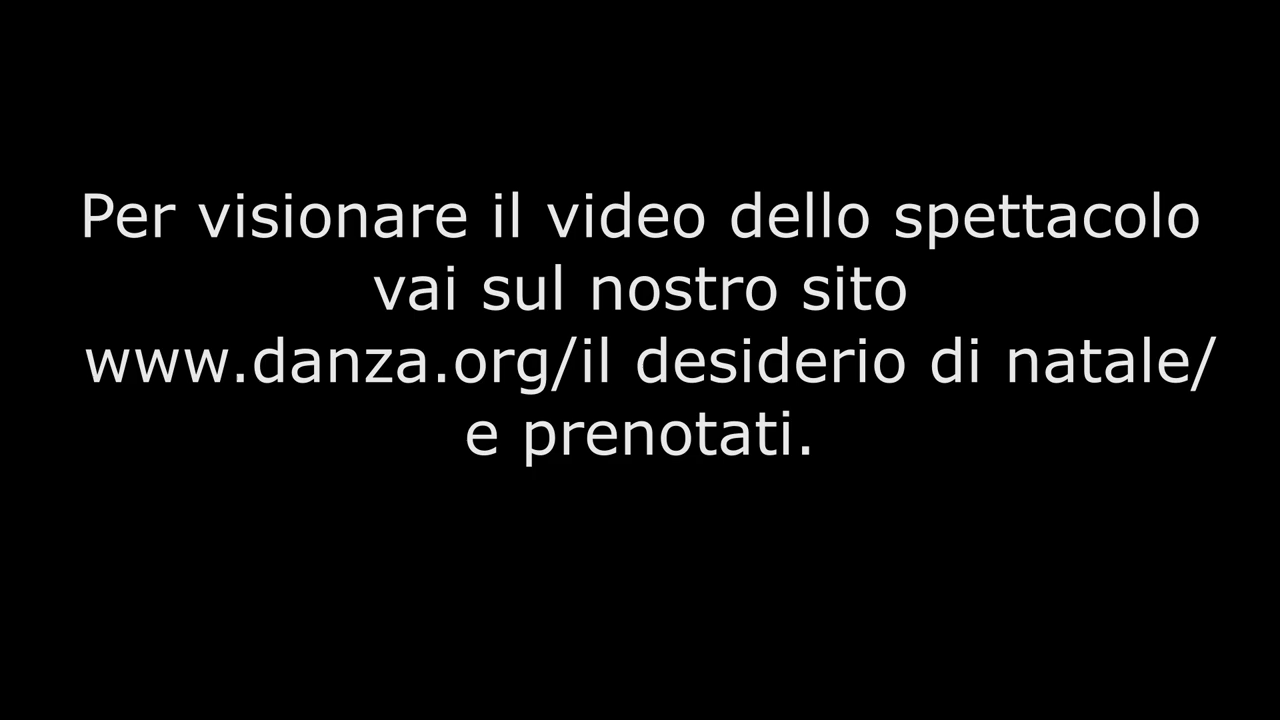 Per visionare il video dello spettacolo
vai sul nostro sito
www.danza.org/il desiderio di natale/
e prenotati.